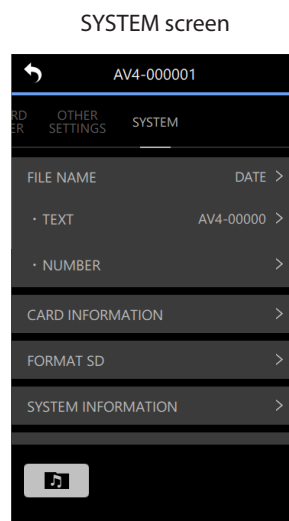 SYSTEM screen
AV4-000001
RD OTHER
ER SETTINGS SYSTEM
FILE NAME DATE >
・TEXT AV4-00000 >
・NUMBER >
CARD INFORMATION >
FORMAT SD >
SYSTEM INFORMATION >